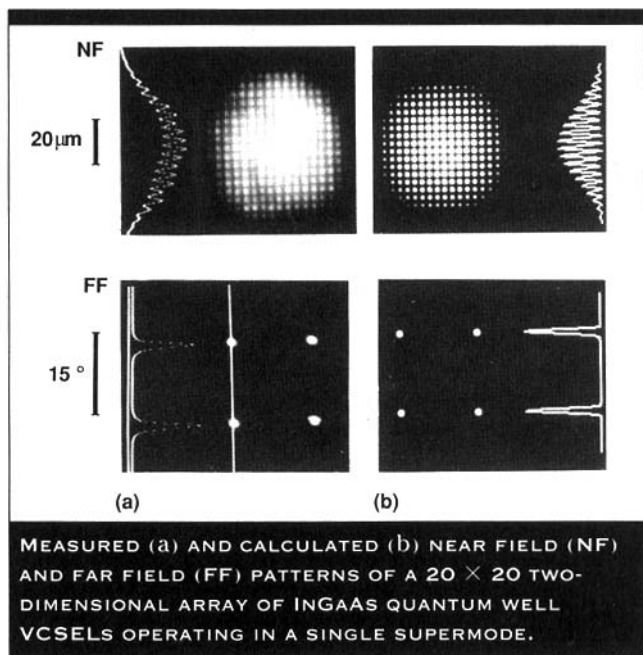 NF
20μm
FF
15 °
(a)
(b)
MEASURED (a) AND CALCULATED (b) NEAR FIELD (NF)
AND FAR FIELD (FF) PATTERNS OF A 20 × 20 TWO-
DIMENSIONAL ARRAY OF INGAAS QUANTUM WELL
VCSELS OPERATING IN A SINGLE SUPERMODE.